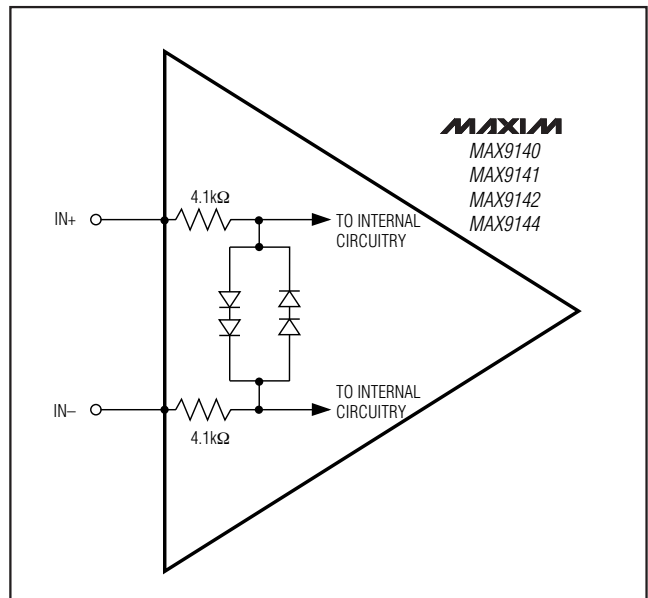 MAXIM
MAX9140
MAX9141
MAX9142
MAX9144
4.1kΩ
IN+
TO INTERNAL
CIRCUITRY
TO INTERNAL
CIRCUITRY
IN–
4.1kΩ